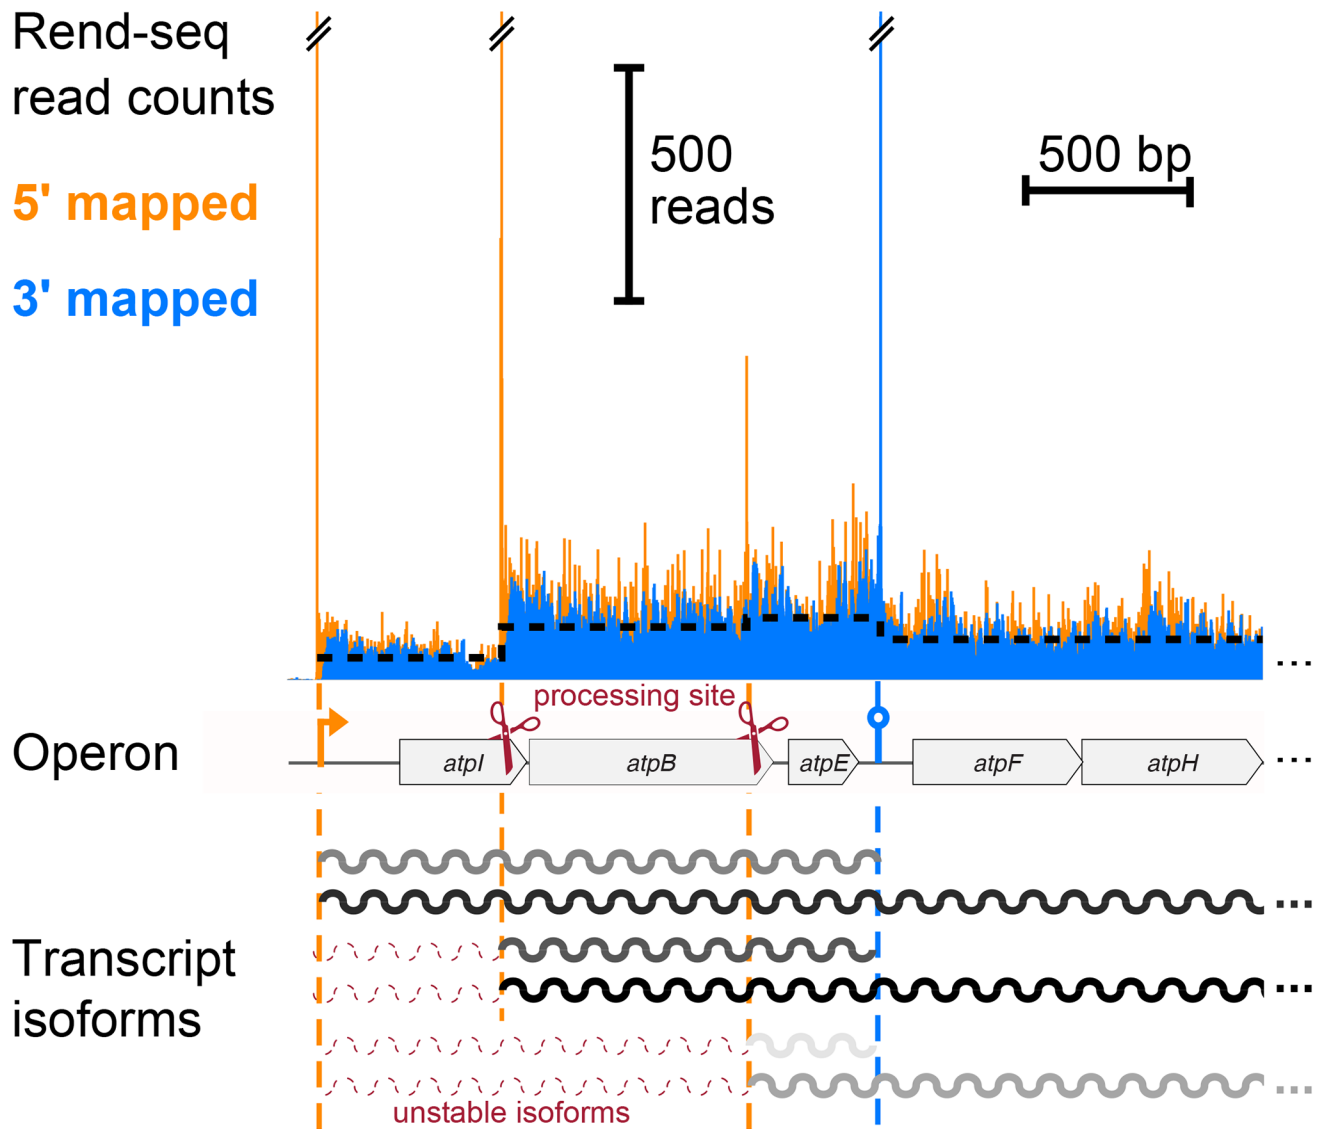 Rend-seq
read counts
5' mapped
3' mapped
500
reads
500 bp
...
processing site
Operon
atpI
atpB
atpE
atpF
atpH
...
...
Transcript
isoforms
...
...
unstable isoforms